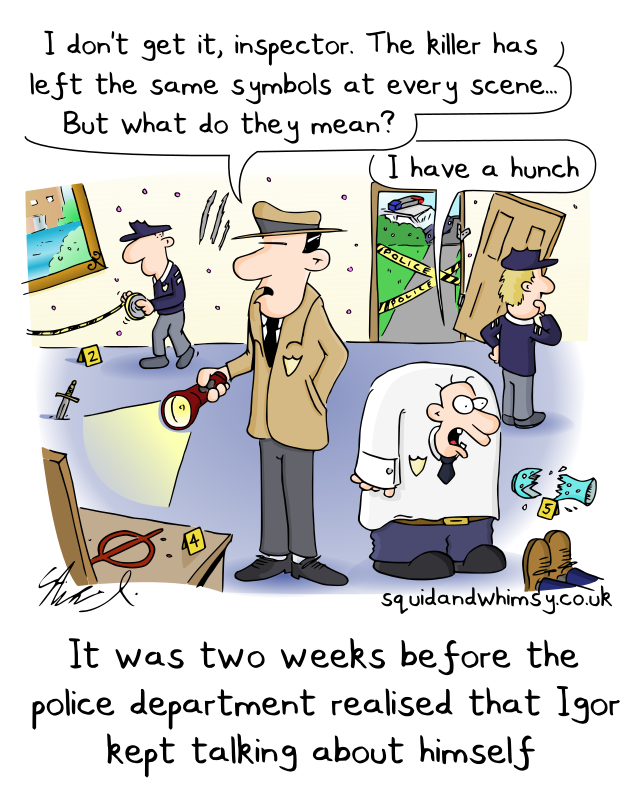 I don't get it, inspector. The killer has
left the same symbols at every scene...
But what do they mean?
I have a hunch
POLICE
POLICE
2
4
5
squidandwhimsy.co.uk
It was two weeks before the
police department realised that Igor
kept talking about himself